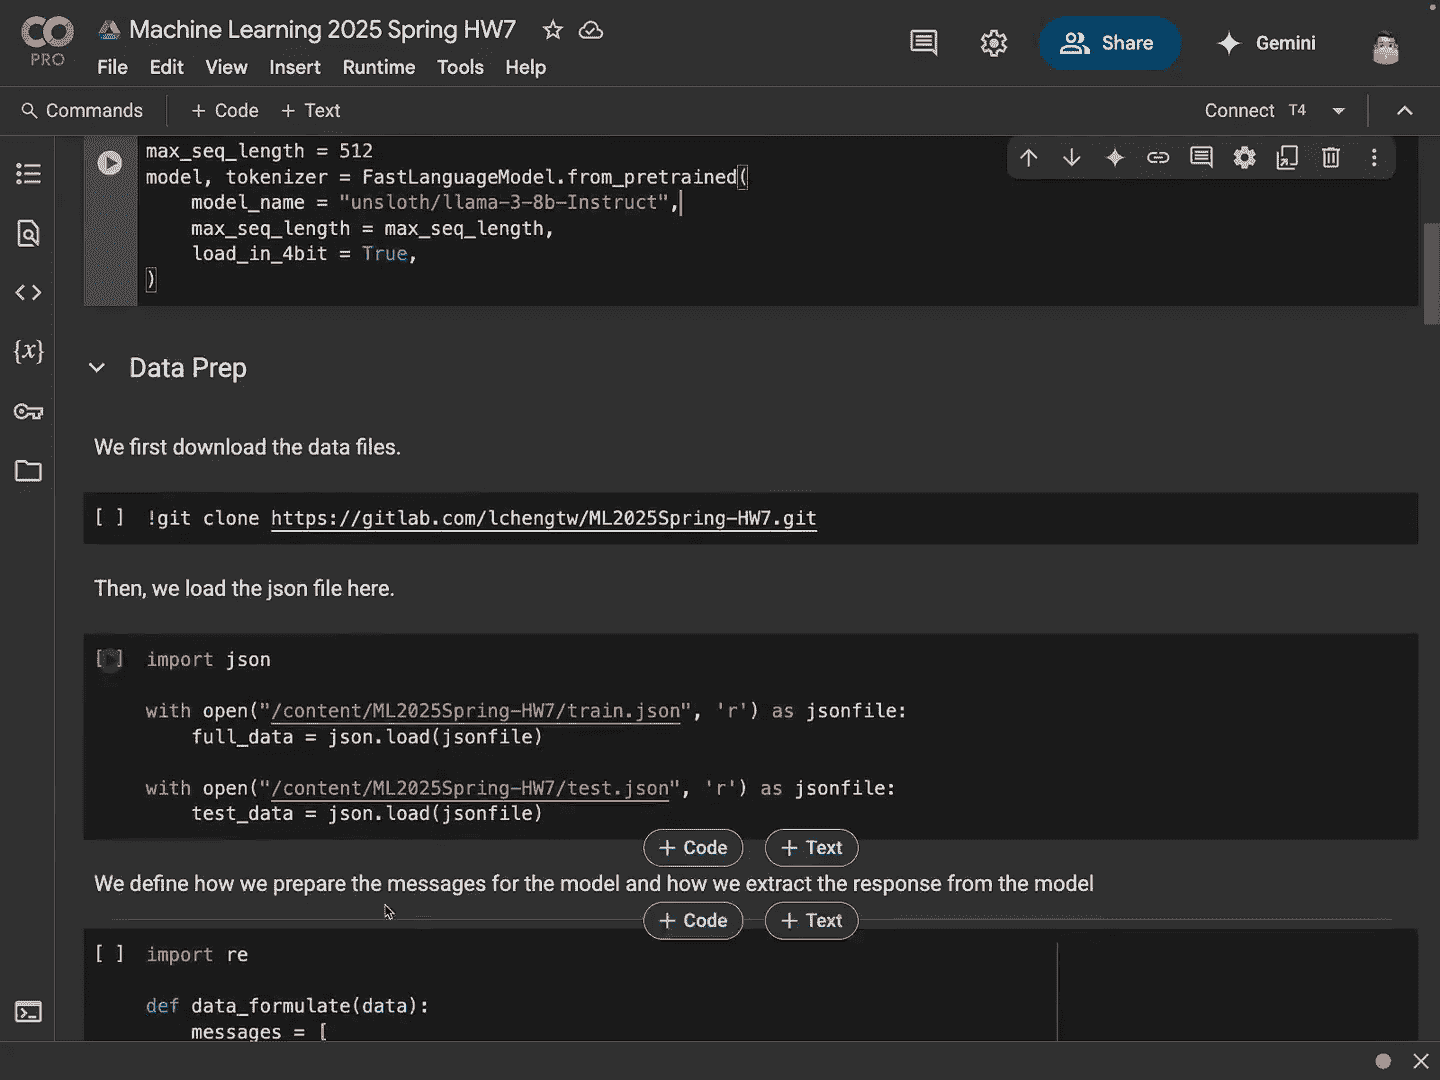 CO
PRO
Machine Learning 2025 Spring HW7
File Edit View Insert Runtime Tools Help
Share
Gemini
Commands + Code + Text
Connect T4
max_seq_length = 512
model, tokenizer = FastLanguageModel.from_pretrained(
    model_name = "unsloth/llama-3-8b-Instruct",
    max_seq_length = max_seq_length,
    load_in_4bit = True,
)
{x}
Data Prep
We first download the data files.
[ ] !git clone https://gitlab.com/lchengtw/ML2025Spring-HW7.git
Then, we load the json file here.
[ ] import json
with open("/content/ML2025Spring-HW7/train.json", 'r') as jsonfile:
    full_data = json.load(jsonfile)
with open("/content/ML2025Spring-HW7/test.json", 'r') as jsonfile:
    test_data = json.load(jsonfile)
+ Code + Text
We define how we prepare the messages for the model and how we extract the response from the model
+ Code + Text
[ ] import re
def data_formulate(data):
    messages = [